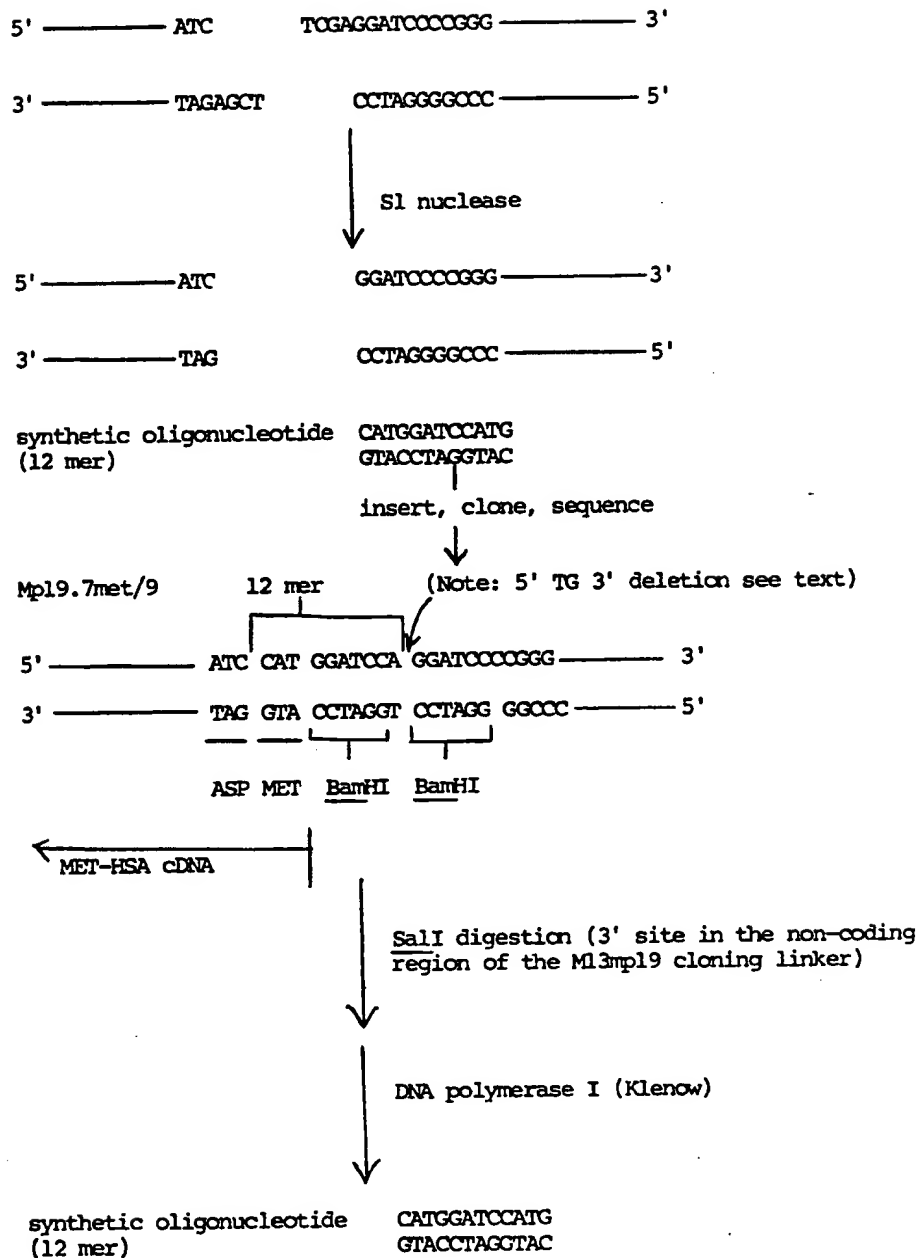 5' ATC TCGAGGATCCCCGGG 3'
3' TAGAGCT CCTAGGGGCCC 5'
S1 nuclease
5' ATC GGATCCCCGGG 3'
3' TAG CCTAGGGGCCC 5'
synthetic oligonucleotide CATGGATCCATG
(12 mer) GTACCTAGGTAC
insert, clone, sequence
Mp19.7met/9 12 mer (Note: 5' TG 3' deletion see text)
5' ATC CAT GGATCCA GGATCCCCGGG 3'
3' TAG GTA CCTAGGT CCTAGG GGCCC 5'
ASP MET BamHI BamHI
MET-HSA cDNA
SalI digestion (3' site in the non-coding
region of the M13mp19 cloning linker)
DNA polymerase I (Klenow)
synthetic oligonucleotide CATGGATCCATG
(12 mer) GTACCTAGGTAC